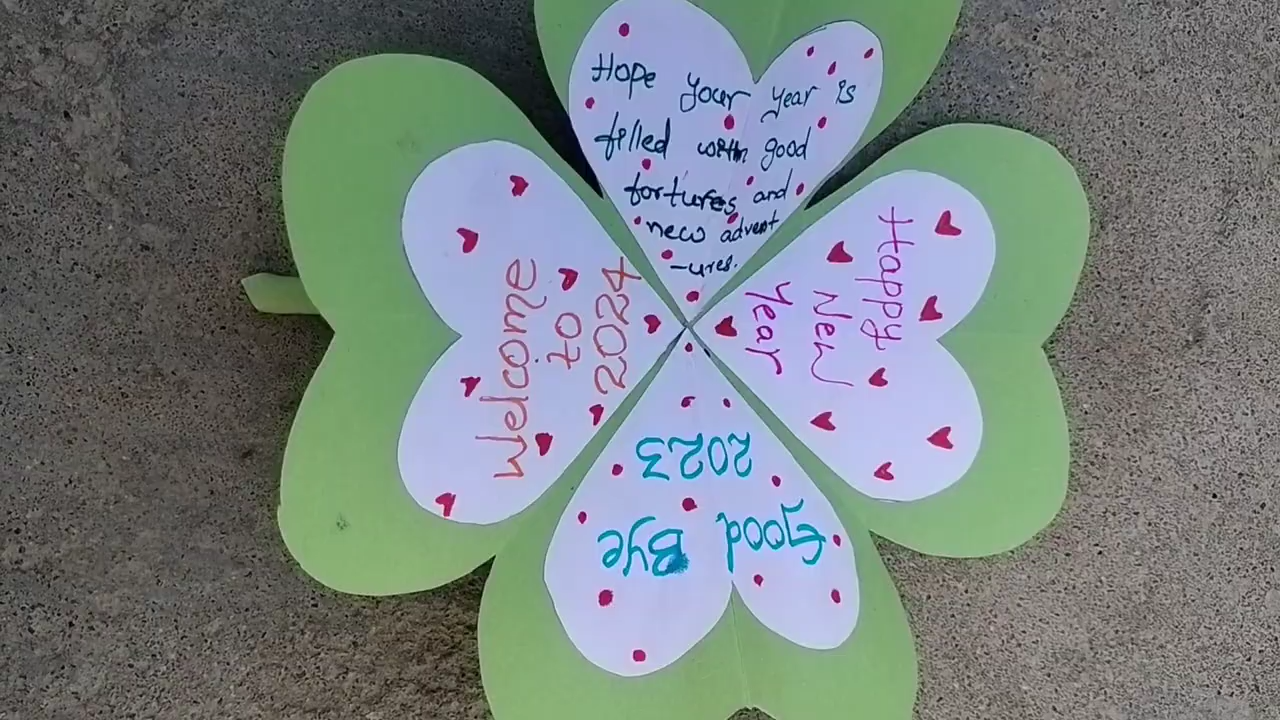 Hope your year is
filled with good
fortures and
new advent
-ures.
Happy
New
Year
Good Bye
2023
Welcome
to
2024